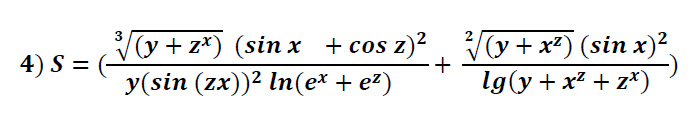 4) S = (∛(y + z^x) (sin x + cos z)² / y(sin (zx))² ln(e^x + e^z) + ²√(y + x^z) (sin x)² / lg(y + x^z + z^x))